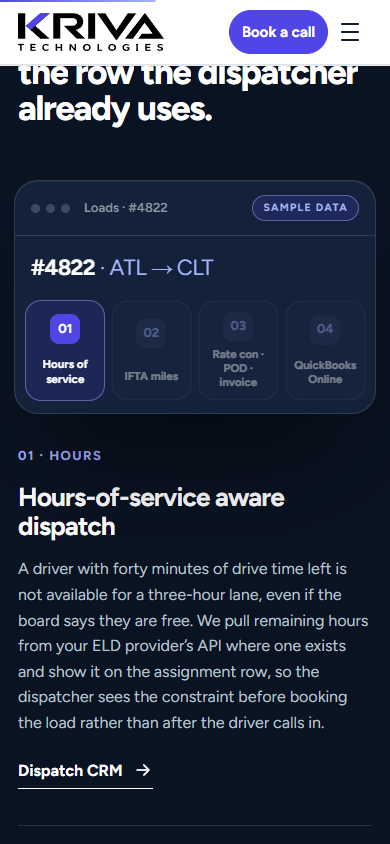 KRIVA
TECHNOLOGIES
Book a call
the row the dispatcher
already uses.
Loads · #4822
SAMPLE DATA
#4822 · ATL → CLT
01
Hours of
service
02
IFTA miles
03
Rate con ·
POD ·
invoice
04
QuickBooks
Online
01 · HOURS
Hours-of-service aware
dispatch
A driver with forty minutes of drive time left is
not available for a three-hour lane, even if the
board says they are free. We pull remaining hours
from your ELD provider’s API where one exists
and show it on the assignment row, so the
dispatcher sees the constraint before booking
the load rather than after the driver calls in.
Dispatch CRM →